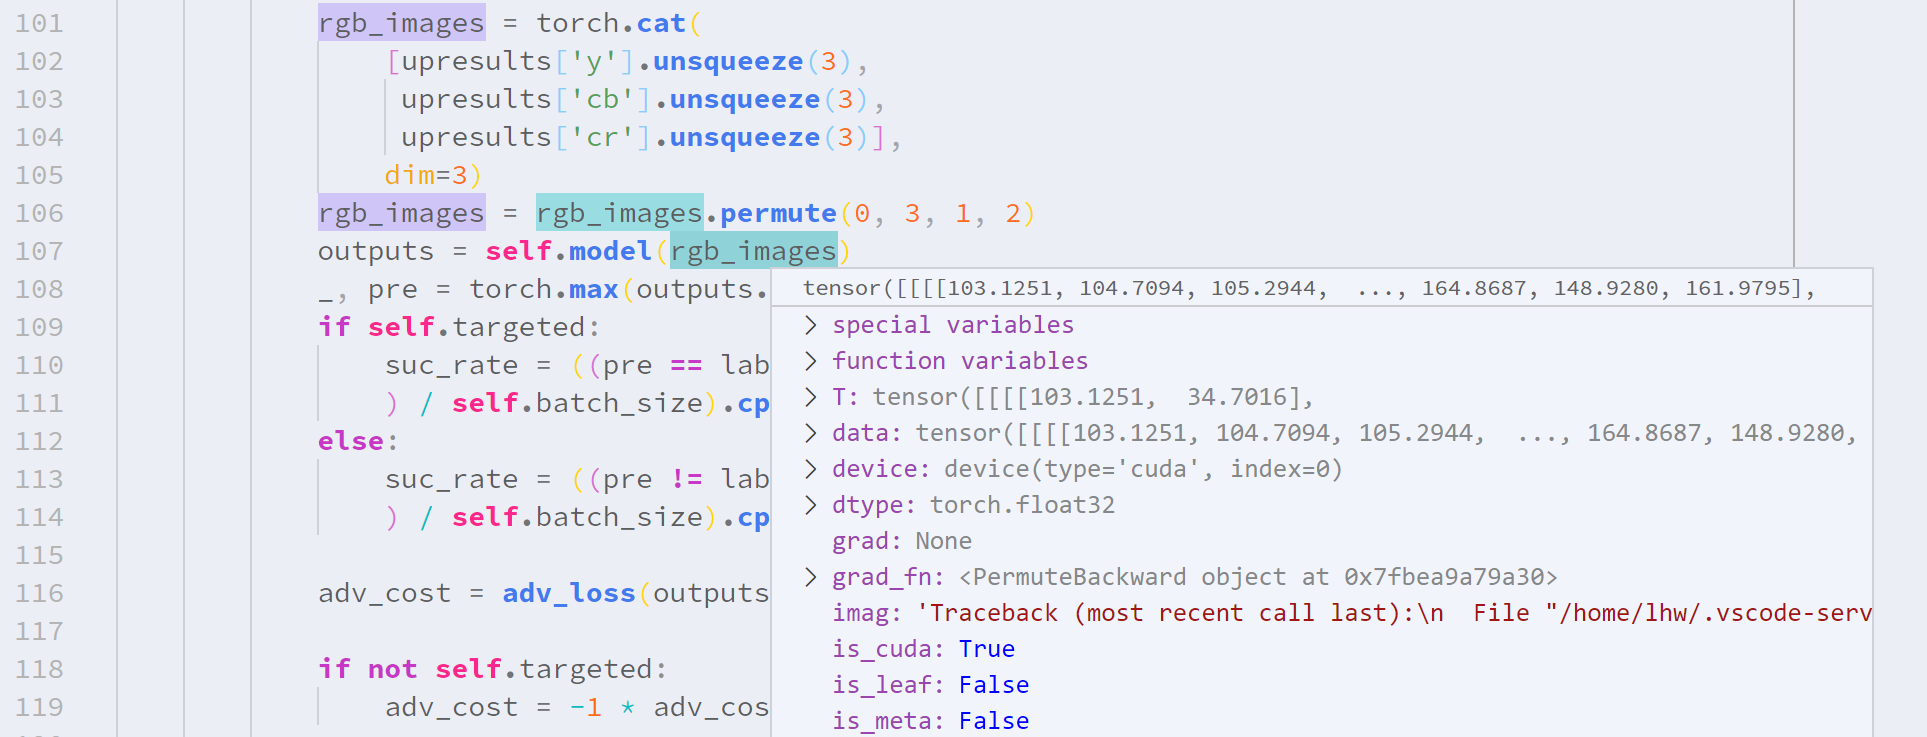 101 rgb_images = torch.cat(
102 [upresults['y'].unsqueeze(3),
103 upresults['cb'].unsqueeze(3),
104 upresults['cr'].unsqueeze(3)],
105 dim=3)
106 rgb_images = rgb_images.permute(0, 3, 1, 2)
107 outputs = self.model(rgb_images)
108 _, pre = torch.max(outputs.
109 if self.targeted:
110 suc_rate = ((pre == lab
111 ) / self.batch_size).cp
112 else:
113 suc_rate = ((pre != lab
114 ) / self.batch_size).cp
115
116 adv_cost = adv_loss(outputs
117
118 if not self.targeted:
119 adv_cost = -1 * adv_cos
tensor([[[[103.1251, 104.7094, 105.2944,  ..., 164.8687, 148.9280, 161.9795],
> special variables
> function variables
> T: tensor([[[[103.1251,  34.7016],
> data: tensor([[[[103.1251, 104.7094, 105.2944,  ..., 164.8687, 148.9280,
> device: device(type='cuda', index=0)
> dtype: torch.float32
grad: None
> grad_fn: <PermuteBackward object at 0x7fbea9a79a30>
imag: 'Traceback (most recent call last):\n  File "/home/lhw/.vscode-serv
is_cuda: True
is_leaf: False
is_meta: False